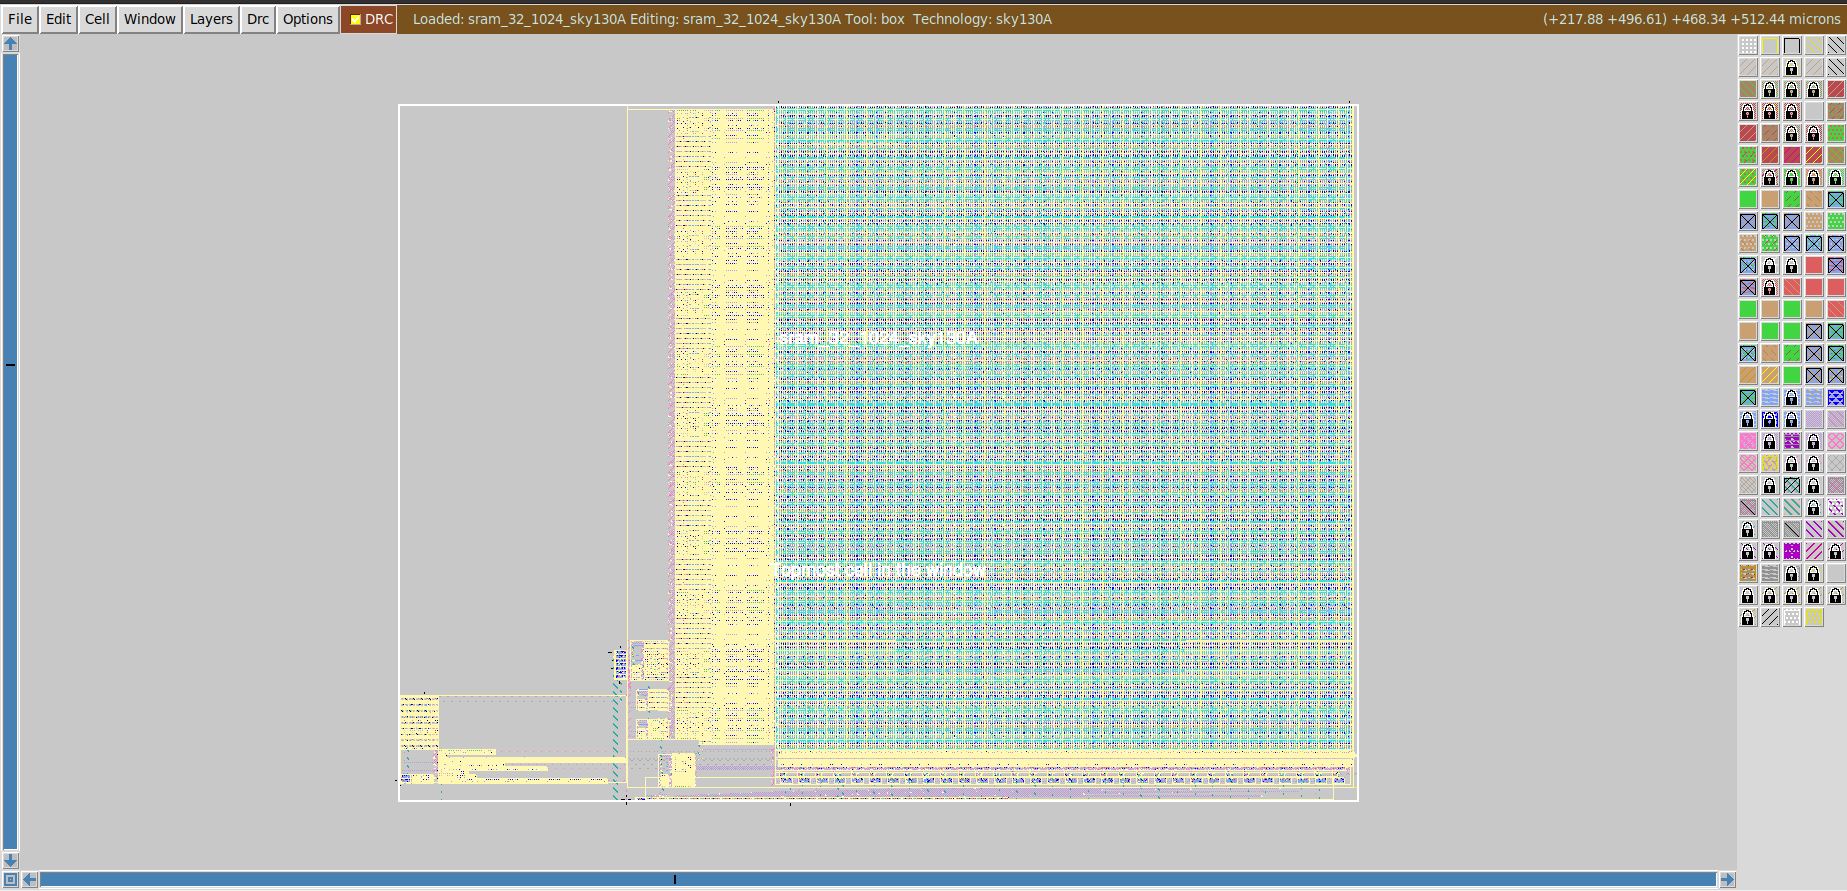 File Edit Cell Window Layers Drc Options DRC Loaded: sram_32_1024_sky130A Editing: sram_32_1024_sky130A Tool: box Technology: sky130A (+217.88 +496.61) +468.34 +512.44 microns
sram_32_1024_sky130A
Topmost cell in the window